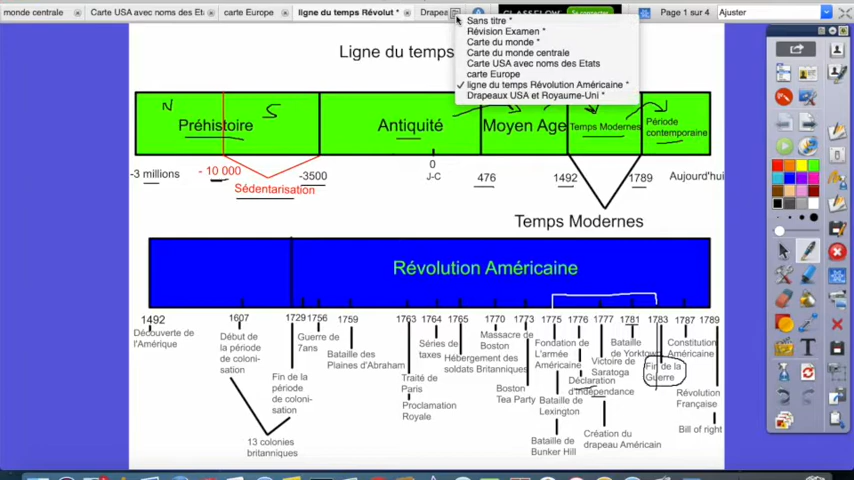 monde centrale
Carte USA avec noms des Et
carte Europe
ligne du temps Révolut *
Drapea
CLASSFLOW
Se connecter
Page 1 sur 4
Ajuster
Sans titre *
Révision Examen *
Carte du monde *
Carte du monde centrale
Carte USA avec noms des Etats
carte Europe
✓ ligne du temps Révolution Américaine *
Drapeaux USA et Royaume-Uni *
Ligne du temps
N
S
Préhistoire
Antiquité
Moyen Age
Temps Modernes
Période
contemporaine
-3 millions
- 10 000
-3500
0
J-C
476
1492
1789
Aujourd'hui
Sédentarisation
Temps Modernes
Révolution Américaine
1492
Découverte de
l'Amérique
1607
Début de
la période
de coloni-
sation
1729
Fin de la
période
de coloni-
sation
13 colonies
britanniques
1756
Guerre de
7ans
1759
Bataille des
Plaines d'Abraham
1763
Traité de
Paris
Proclamation
Royale
1764
Séries de
taxes
1765
Hébergement des
soldats Britanniques
1770
Massacre de
Boston
1773
Boston
Tea Party
1775
Fondation de
L'armée
Américaine
Bataille de
Lexington
Bataille de
Bunker Hill
1776
Déclaration
d'indépendance
1777
Victoire de
Saratoga
Création du
drapeau Américain
1781
Bataille
de Yorktown
1783
Fin de la
Guerre
1787
Constitution
Américaine
1789
Révolution
Française
Bill of right